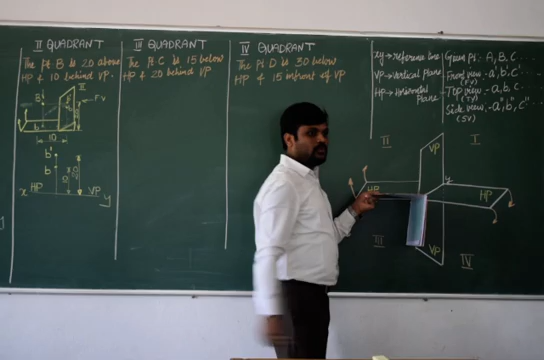 II QUADRANT
The pt B is 20 above
HP & 10 behind VP.
B
FV
10
b'
b
x HP VP y
III QUADRANT
The pt C is 15 below
HP & 20 behind VP
IV QUADRANT
The pt D is 30 below
HP & 15 infront of VP
xy → reference line
VP → Vertical plane
HP → Horizontal
plane
Given pt: A, B, C . . .
Front view - a', b', c' . . .
(FV)
Top view - a, b, c . . .
(TV)
Side view - a", b", c"
(SV)
II
I
VP
y
HP
HP
III
VP
IV